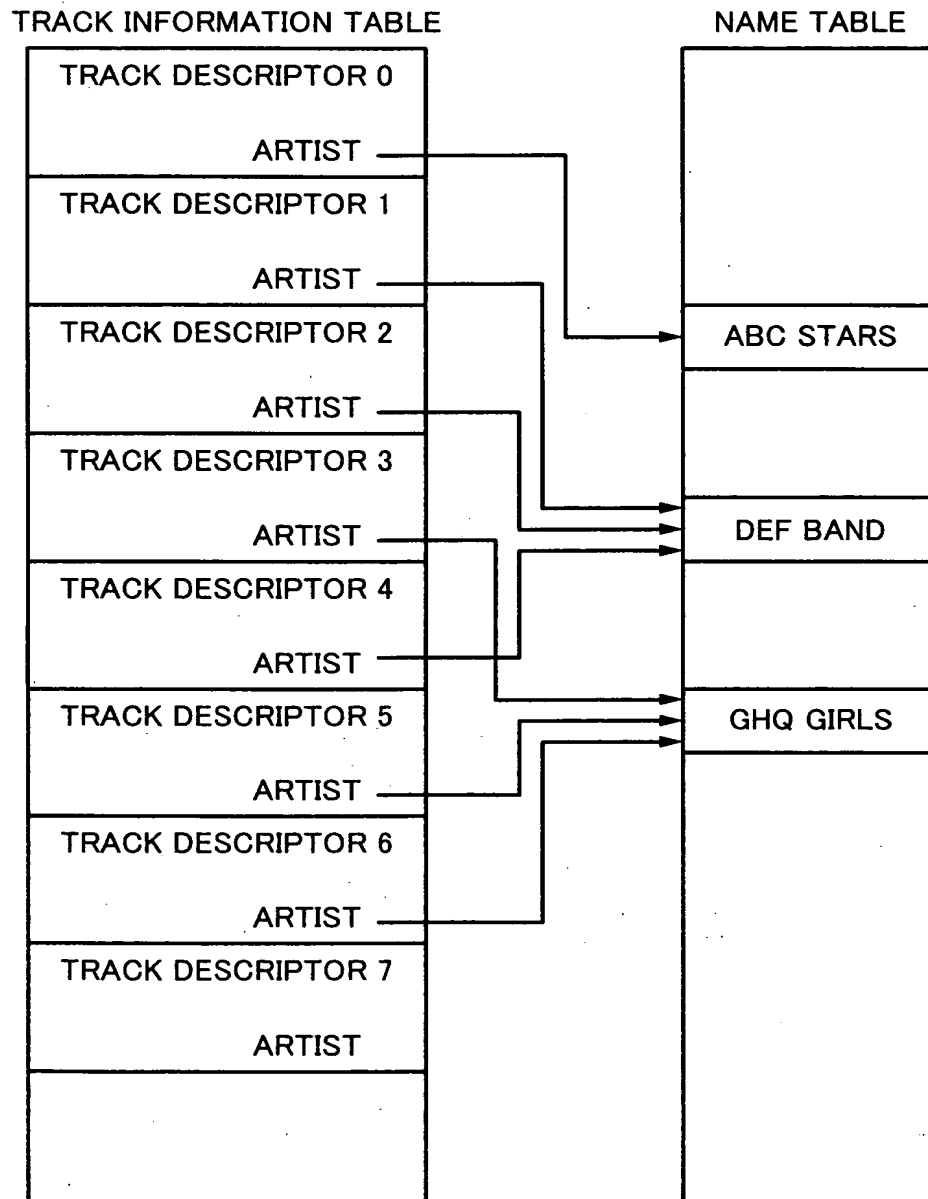 TRACK INFORMATION TABLE
TRACK DESCRIPTOR 0
ARTIST
TRACK DESCRIPTOR 1
ARTIST
TRACK DESCRIPTOR 2
ARTIST
TRACK DESCRIPTOR 3
ARTIST
TRACK DESCRIPTOR 4
ARTIST
TRACK DESCRIPTOR 5
ARTIST
TRACK DESCRIPTOR 6
ARTIST
TRACK DESCRIPTOR 7
ARTIST
NAME TABLE
ABC STARS
DEF BAND
GHQ GIRLS